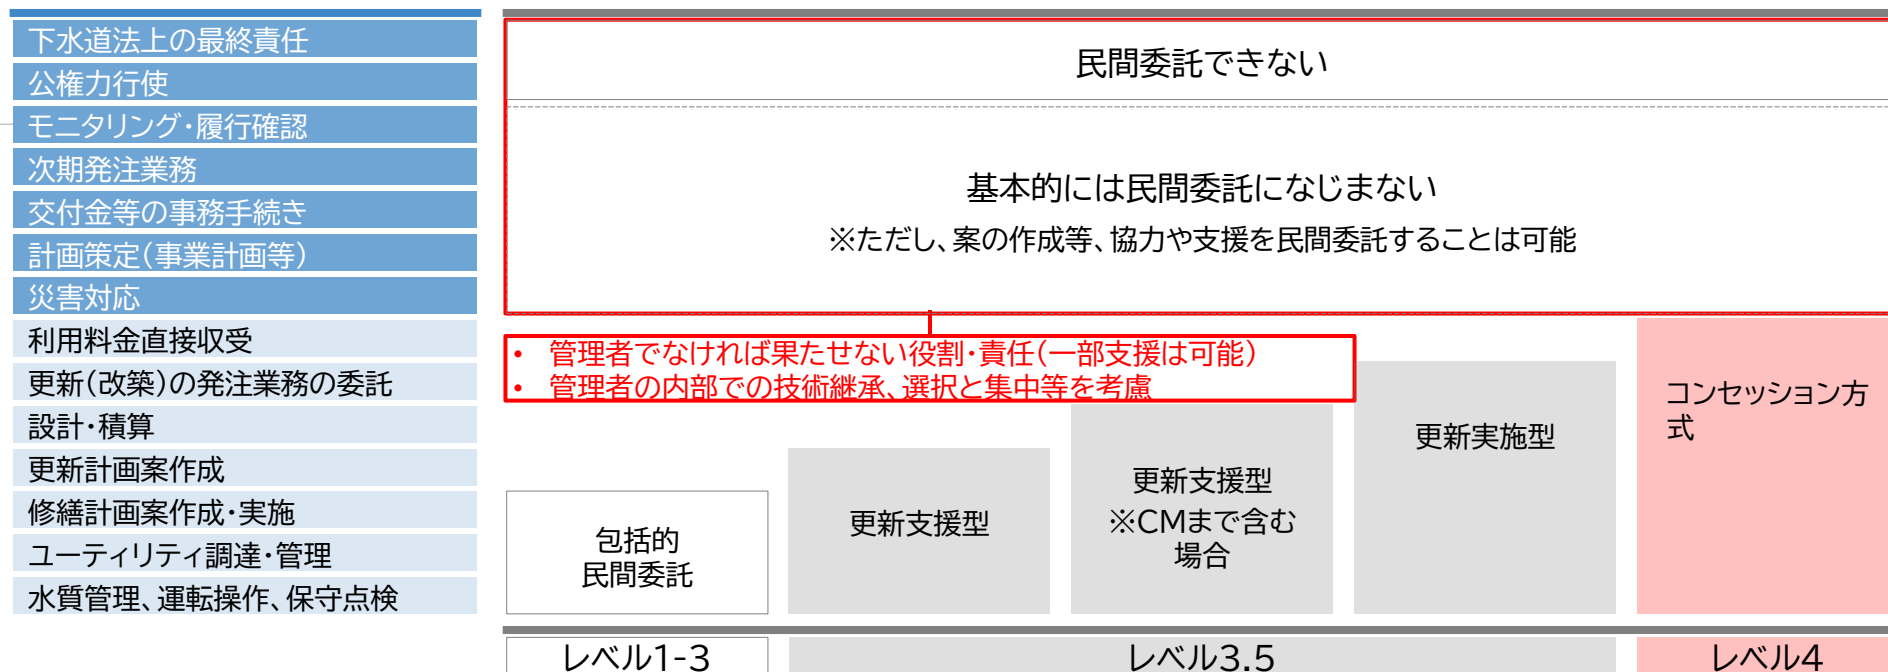 下水道法上の最終責任
公権力行使
モニタリング・履行確認
次期発注業務
交付金等の事務手続き
計画策定(事業計画等)
災害対応
利用料金直接収受
更新(改築)の発注業務の委託
設計・積算
更新計画案作成
修繕計画案作成・実施
ユーティリティ調達・管理
水質管理、運転操作、保守点検
民間委託できない
基本的には民間委託になじまない
※ただし、案の作成等、協力や支援を民間委託することは可能
• 管理者でなければ果たせない役割・責任(一部支援は可能)
• 管理者の内部での技術継承、選択と集中等を考慮
包括的
民間委託
更新支援型
更新支援型
※CMまで含む
場合
更新実施型
コンセッション方
式
レベル1-3
レベル3.5
レベル4